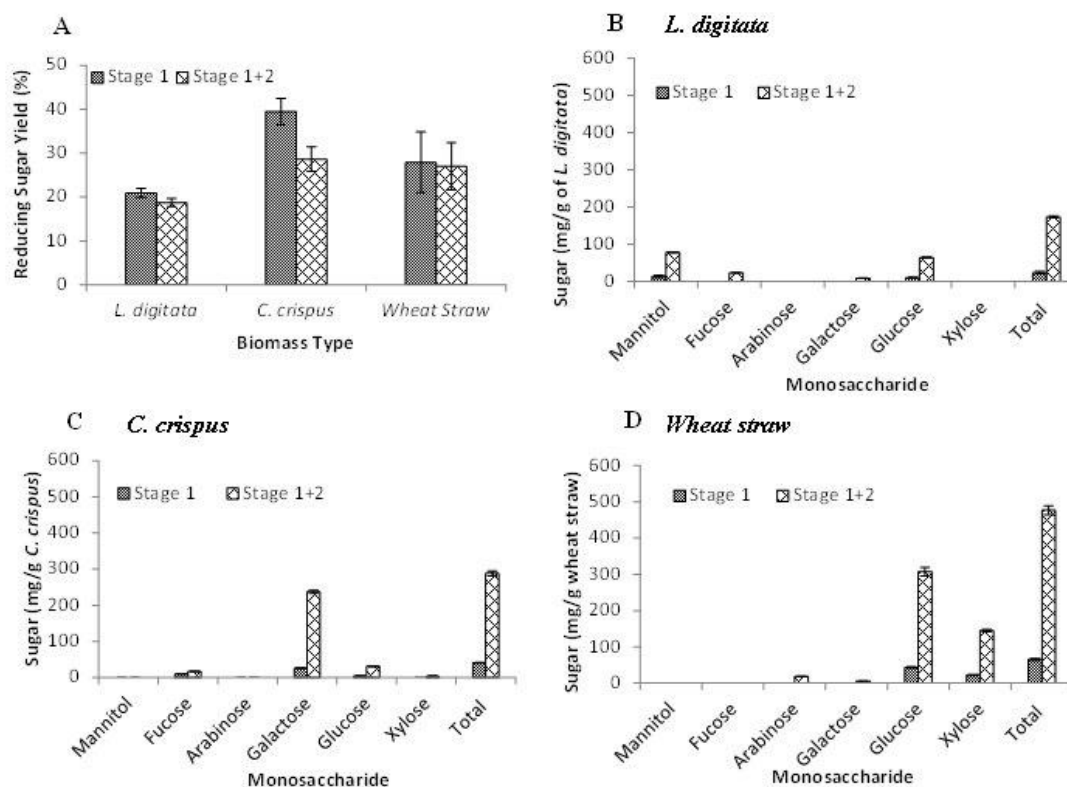 A
Reducing Sugar Yield (%)
50
40
30
20
10
0
Stage 1
Stage 1+2
L. digitata
C. crispus
Wheat Straw
Biomass Type
B
L. digitata
Sugar (mg/g of L. digitata)
600
500
400
300
200
100
0
Stage 1
Stage 1+2
Mannitol
Fucose
Arabinose
Galactose
Glucose
Xylose
Total
Monosaccharide
C
C. crispus
Sugar (mg/g C. crispus)
600
500
400
300
200
100
0
Stage 1
Stage 1+2
Mannitol
Fucose
Arabinose
Galactose
Glucose
Xylose
Total
Monosaccharide
D
Wheat straw
Sugar (mg/g wheat straw)
600
500
400
300
200
100
0
Stage 1
Stage 1+2
Mannitol
Fucose
Arabinose
Galactose
Glucose
Xylose
Total
Monosaccharide